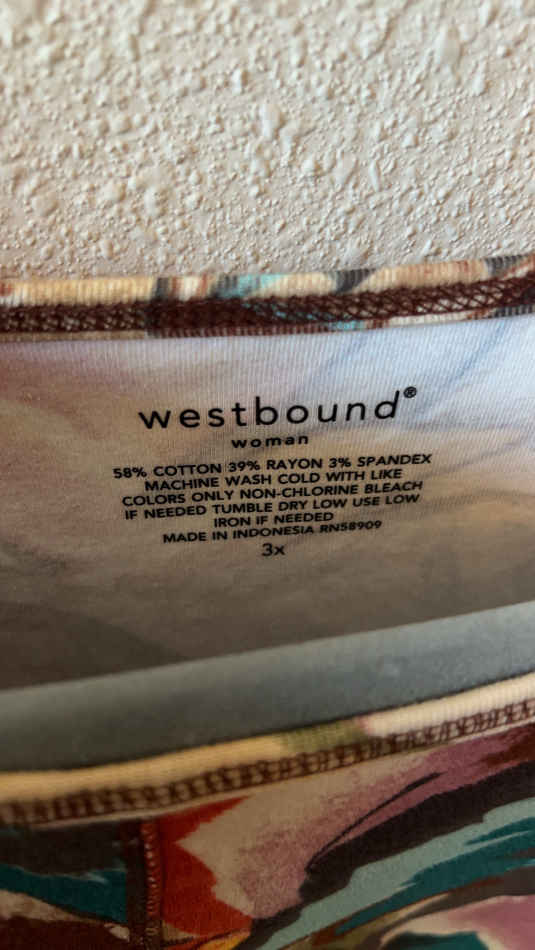 westbound®
woman
58% COTTON 39% RAYON 3% SPANDEX
MACHINE WASH COLD WITH LIKE
COLORS ONLY NON-CHLORINE BLEACH
IF NEEDED TUMBLE DRY LOW USE LOW
IRON IF NEEDED
MADE IN INDONESIA RN58909
3x